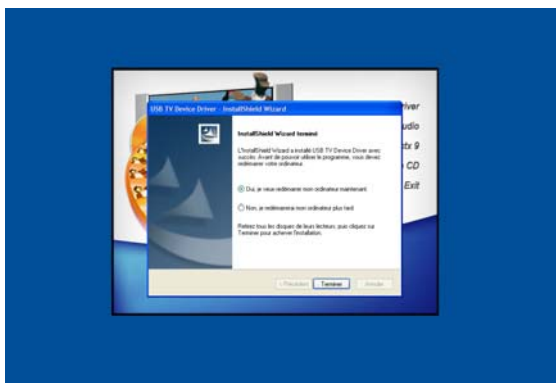 USB TV Device Driver - InstallShield Wizard
InstallShield Wizard terminé
L'InstallShield Wizard a installé USB TV Device Driver avec
succès. Avant de pouvoir utiliser le programme, vous devez
redémarrer votre ordinateur.
Oui, je veux redémarrer mon ordinateur maintenant.
Non, je redémarrerai mon ordinateur plus tard.
Retirez tous les disques de leurs lecteurs, puis cliquez sur
Terminer pour achever l'installation.
< Précédent Terminer Annuler
river
udio
ctx 9
CD
Exit